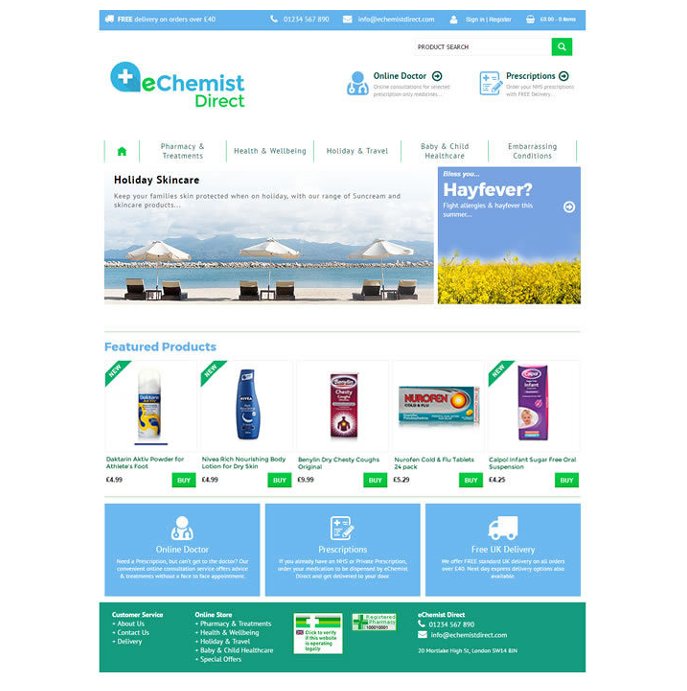 FREE delivery on orders over £40
01234 567 890
info@echemistdirect.com
Sign in | Register
£0.00 - 0 items
PRODUCT SEARCH
eChemist
Direct
Online Doctor
Online consultations for selected
prescription-only medicines...
Prescriptions
Order your NHS prescriptions
with FREE Delivery...
Pharmacy &
Treatments
Health & Wellbeing
Holiday & Travel
Baby & Child
Healthcare
Embarrassing
Conditions
Holiday Skincare
Keep your families skin protected when on holiday, with our range of Suncream and
skincare products...
Bless you...
Hayfever?
Fight allergies & hayfever this
summer...
Featured Products
NEW
Daktarin
Daktarin Aktiv Powder for
Athlete's Foot
£4.99
BUY
NEW
NIVEA
Nivea Rich Nourishing Body
Lotion for Dry Skin
£4.99
BUY
Benylin
Chesty
Coughs
Benylin Dry Chesty Coughs
Original
£9.99
BUY
NUROFEN
COLD & FLU
Nurofen Cold & Flu Tablets
24 pack
£5.29
BUY
NEW
Calpol
Infant
Calpol Infant Sugar Free Oral
Suspension
£4.25
BUY
Online Doctor
Need a Prescription, but can't get to the doctor? Our
convenient online consultation service offers advice
& treatments without a face to face appointment.
Prescriptions
If you already have an NHS or Private Prescription,
order your medication to be dispensed by eChemist
Direct and get delivered to your door.
Free UK Delivery
We offer FREE standard UK delivery on all orders
over £40. Next day express delivery options also
available.
Customer Service
+ About Us
+ Contact Us
+ Delivery
Online Store
+ Pharmacy & Treatments
+ Health & Wellbeing
+ Holiday & Travel
+ Baby & Child Healthcare
+ Special Offers
Click to verify
if this website
is operating
legally
Registered
Pharmacy
eChemist Direct
01234 567 890
info@echemistdirect.com
20 Mortlake High St, London SW14 8JN